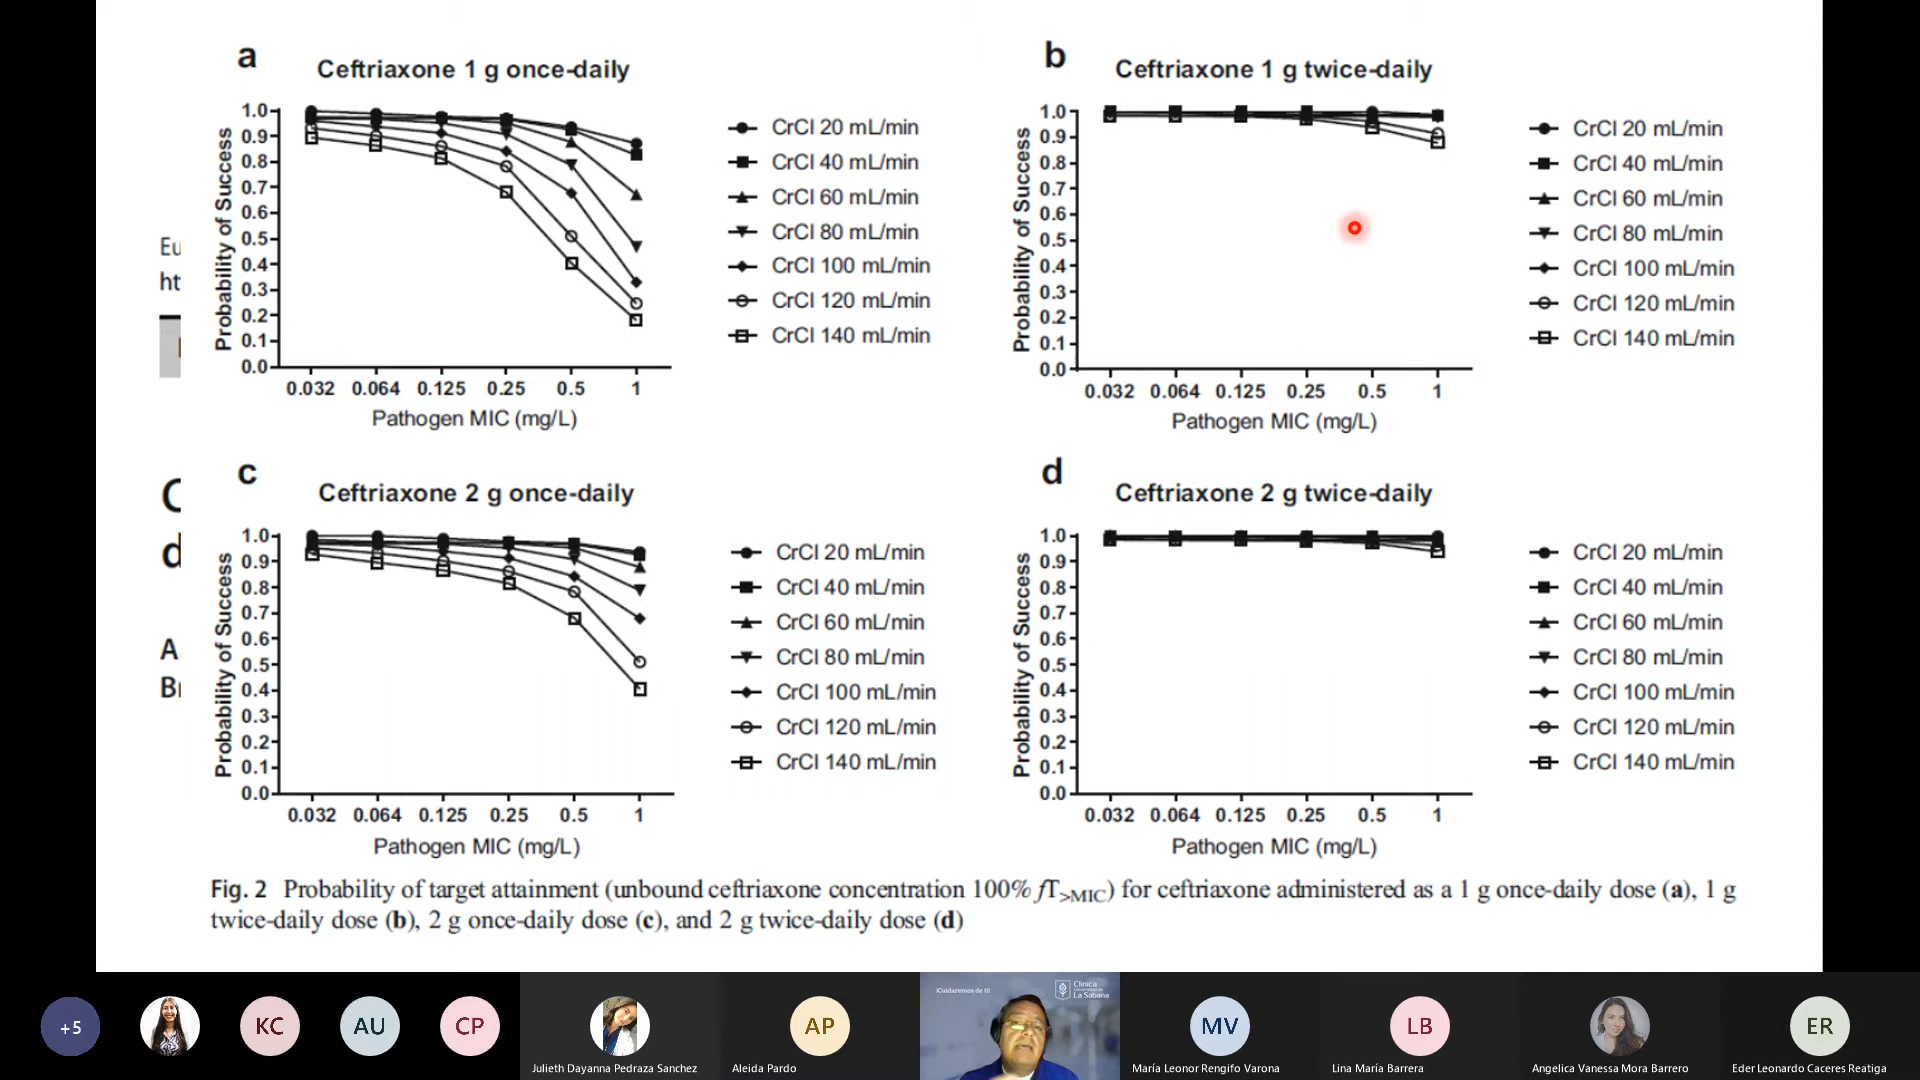 a
Ceftriaxone 1 g once-daily
Probability of Success
1.0
0.9
0.8
0.7
0.6
0.5
0.4
0.3
0.2
0.1
0.0
0.032 0.064 0.125 0.25 0.5 1
Pathogen MIC (mg/L)
CrCl 20 mL/min
CrCl 40 mL/min
CrCl 60 mL/min
CrCl 80 mL/min
CrCl 100 mL/min
CrCl 120 mL/min
CrCl 140 mL/min
b
Ceftriaxone 1 g twice-daily
Probability of Success
1.0
0.9
0.8
0.7
0.6
0.5
0.4
0.3
0.2
0.1
0.0
0.032 0.064 0.125 0.25 0.5 1
Pathogen MIC (mg/L)
CrCl 20 mL/min
CrCl 40 mL/min
CrCl 60 mL/min
CrCl 80 mL/min
CrCl 100 mL/min
CrCl 120 mL/min
CrCl 140 mL/min
Eu
ht
c
Ceftriaxone 2 g once-daily
Probability of Success
1.0
0.9
0.8
0.7
0.6
0.5
0.4
0.3
0.2
0.1
0.0
0.032 0.064 0.125 0.25 0.5 1
Pathogen MIC (mg/L)
CrCl 20 mL/min
CrCl 40 mL/min
CrCl 60 mL/min
CrCl 80 mL/min
CrCl 100 mL/min
CrCl 120 mL/min
CrCl 140 mL/min
d
Ceftriaxone 2 g twice-daily
Probability of Success
1.0
0.9
0.8
0.7
0.6
0.5
0.4
0.3
0.2
0.1
0.0
0.032 0.064 0.125 0.25 0.5 1
Pathogen MIC (mg/L)
CrCl 20 mL/min
CrCl 40 mL/min
CrCl 60 mL/min
CrCl 80 mL/min
CrCl 100 mL/min
CrCl 120 mL/min
CrCl 140 mL/min
d
A
Fig. 2 Probability of target attainment (unbound ceftriaxone concentration 100% fT>MIC) for ceftriaxone administered as a 1 g once-daily dose (a), 1 g
twice-daily dose (b), 2 g once-daily dose (c), and 2 g twice-daily dose (d)
+5
KC
AU
CP
Julieth Dayanna Pedraza Sanchez
AP
Aleida Pardo
¡Cuidaremos de ti!
Clínica
La Sabana
MV
María Leonor Rengifo Varona
LB
Lina María Barrera
Angelica Vanessa Mora Barrero
ER
Eder Leonardo Caceres Reatiga